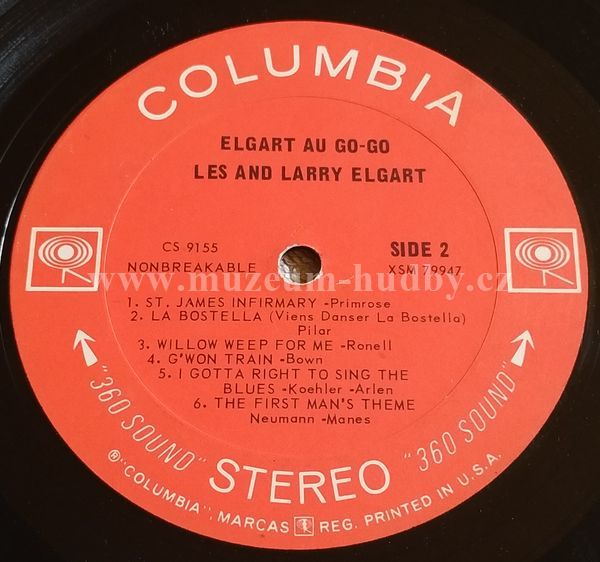 COLUMBIA
ELGART AU GO-GO
LES AND LARRY ELGART
CS 9155 SIDE 2
NONBREAKABLE XSM 79947
www.muzeum-hudby.cz
1. ST. JAMES INFIRMARY -Primrose
2. LA BOSTELLA (Viens Danser La Bostella)
Pilar
3. WILLOW WEEP FOR ME -Ronell
4. G'WON TRAIN -Bown
5. I GOTTA RIGHT TO SING THE
BLUES -Koehler -Arlen
6. THE FIRST MAN'S THEME
Neumann -Manes
"360 SOUND" STEREO "360 SOUND"
® "COLUMBIA", MARCAS REG. PRINTED IN U.S.A.